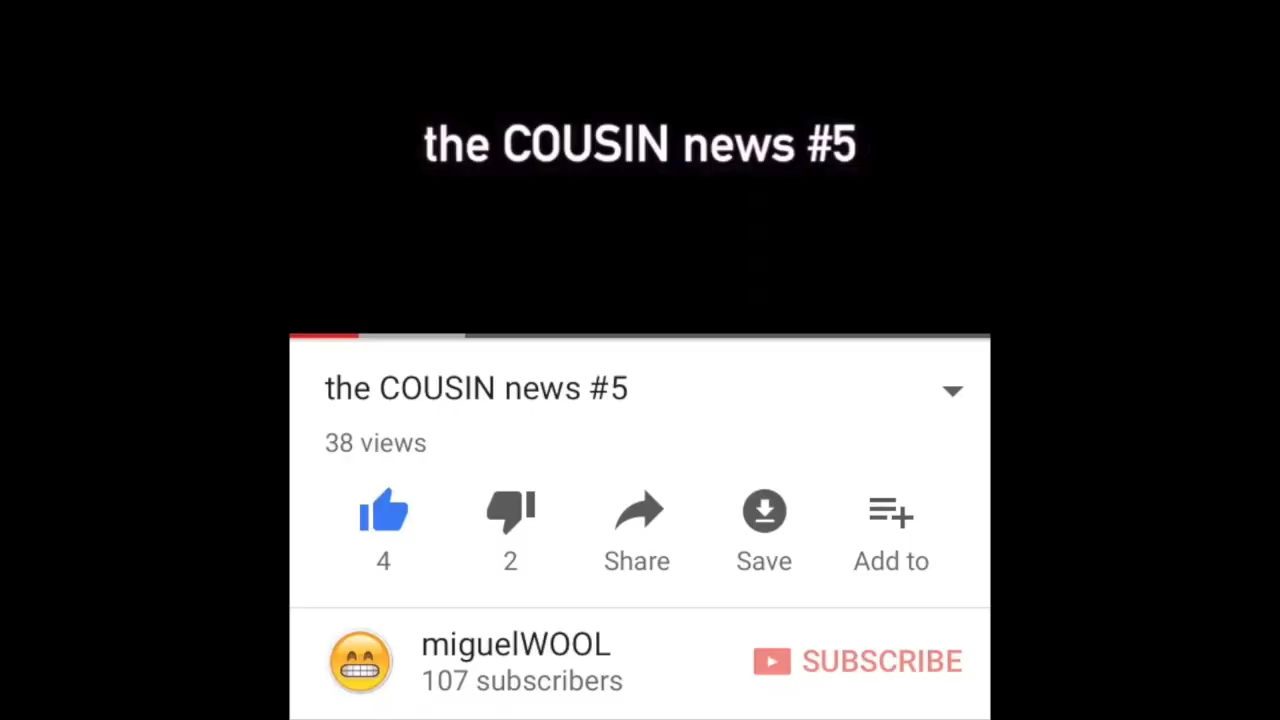 the COUSIN news #5
the COUSIN news #5
38 views
4
2
Share
Save
Add to
miguelWOOL
SUBSCRIBE
107 subscribers